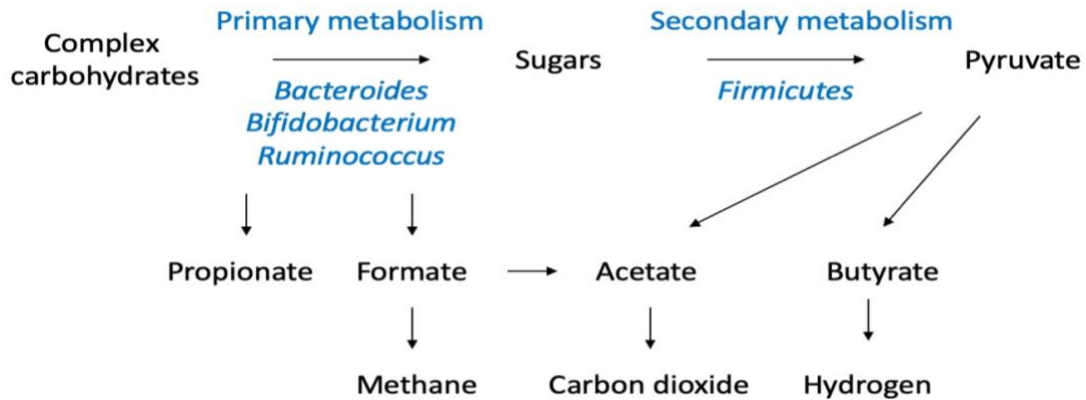 Primary metabolism
Secondary metabolism
Complex
carbohydrates
Sugars
Pyruvate
Bacteroides
Bifidobacterium
Ruminococcus
Firmicutes
Propionate
Formate
Acetate
Butyrate
Methane
Carbon dioxide
Hydrogen